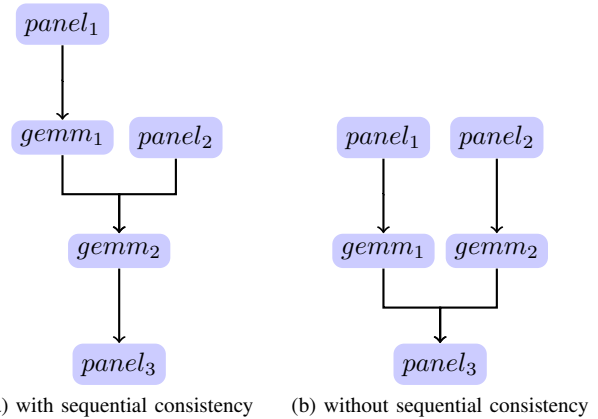 panel₁
gemm₁ panel₂
gemm₂
panel₃
) with sequential consistency
panel₁ panel₂
gemm₁ gemm₂
panel₃
(b) without sequential consistency